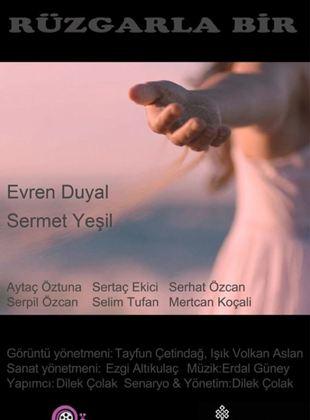 RÜZGARLA BİR
Evren Duyal
Sermet Yeşil
Aytaç Öztuna Sertaç Ekici Serhat Özcan
Serpil Özcan Selim Tufan Mertcan Koçali
Görüntü yönetmeni: Tayfun Çetindağ, Işık Volkan Aslan
Sanat yönetmeni: Ezgi Altıkulaç Müzik:Erdal Güney
Yapımcı: Dilek Çolak Senaryo & Yönetim:Dilek Çolak